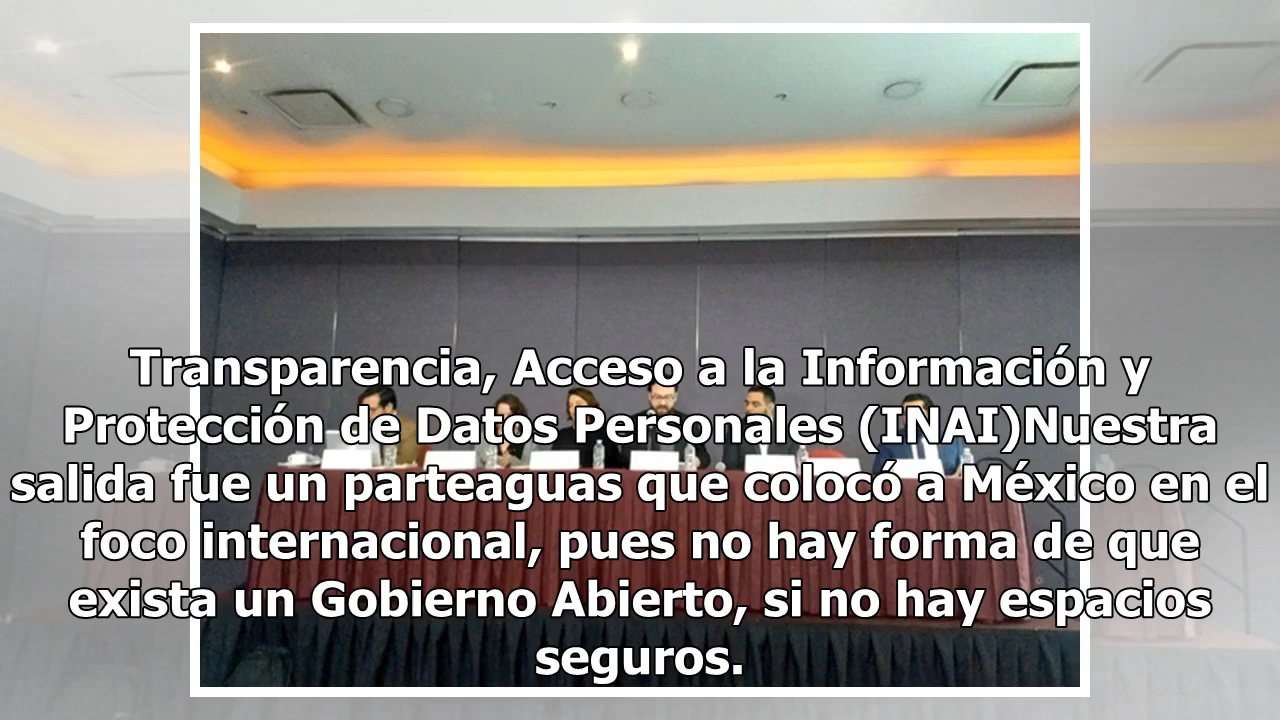 Transparencia, Acceso a la Información y
Protección de Datos Personales (INAI)Nuestra
salida fue un parteaguas que colocó a México en el
foco internacional, pues no hay forma de que
exista un Gobierno Abierto, si no hay espacios
seguros.